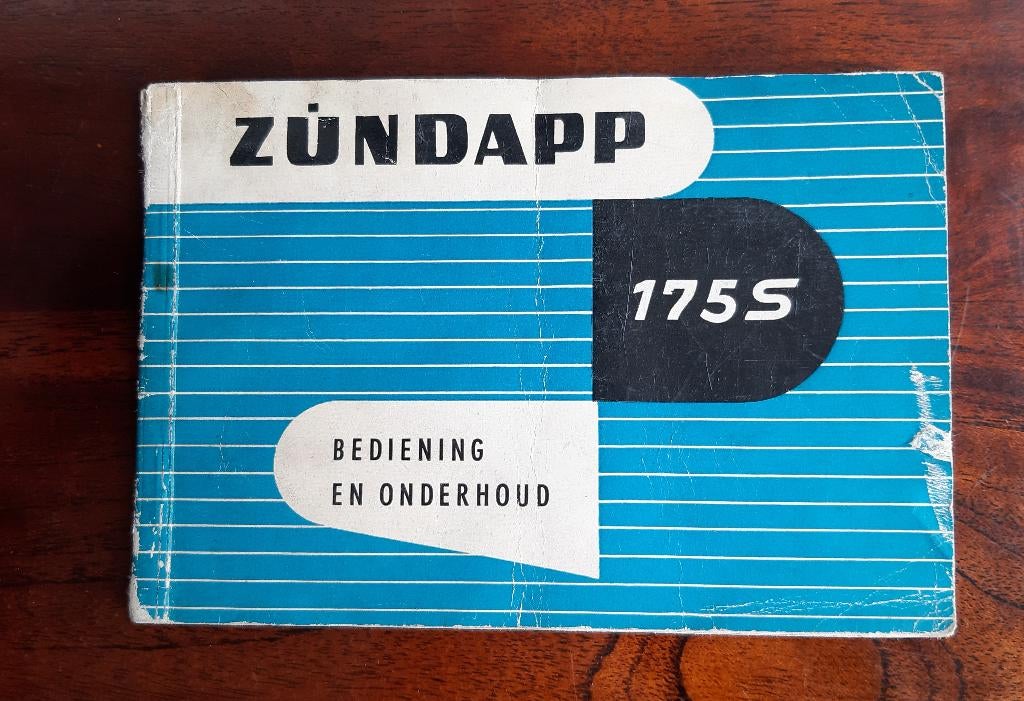 ZÜNDAPP
175S
BEDIENING
EN ONDERHOUD